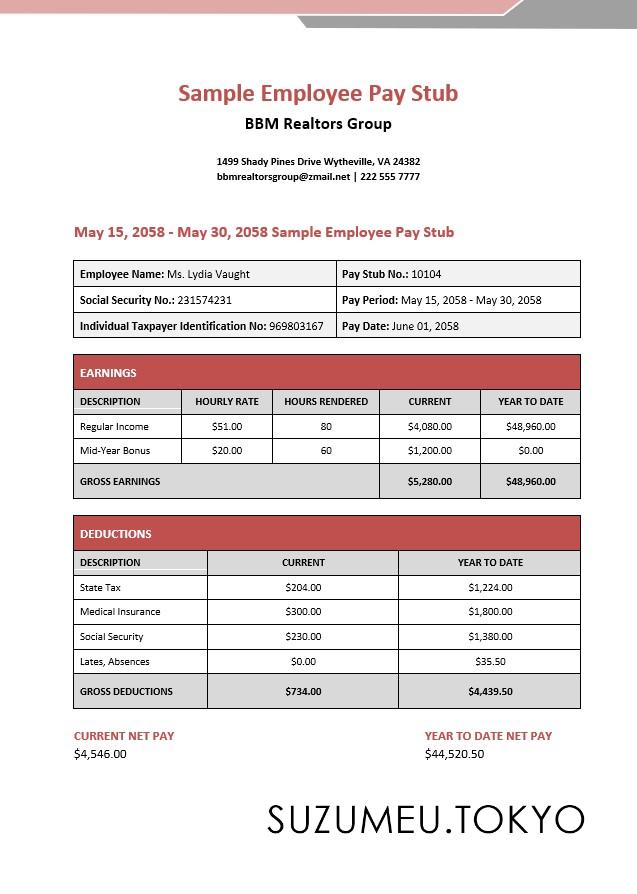 Sample Employee Pay Stub
BBM Realtors Group
1499 Shady Pines Drive Wytheville, VA 24382
bbmrealtorsgroup@zmail.net | 222 555 7777
May 15, 2058 - May 30, 2058 Sample Employee Pay Stub
Employee Name: Ms. Lydia Vaught Pay Stub No.: 10104
Social Security No.: 231574231 Pay Period: May 15, 2058 - May 30, 2058
Individual Taxpayer Identification No: 969803167 Pay Date: June 01, 2058
EARNINGS
DESCRIPTION HOURLY RATE HOURS RENDERED CURRENT YEAR TO DATE
Regular Income $51.00 80 $4,080.00 $48,960.00
Mid-Year Bonus $20.00 60 $1,200.00 $0.00
GROSS EARNINGS $5,280.00 $48,960.00
DEDUCTIONS
DESCRIPTION CURRENT YEAR TO DATE
State Tax $204.00 $1,224.00
Medical Insurance $300.00 $1,800.00
Social Security $230.00 $1,380.00
Lates, Absences $0.00 $35.50
GROSS DEDUCTIONS $734.00 $4,439.50
CURRENT NET PAY YEAR TO DATE NET PAY
$4,546.00 $44,520.50
SUZUMEU.TOKYO